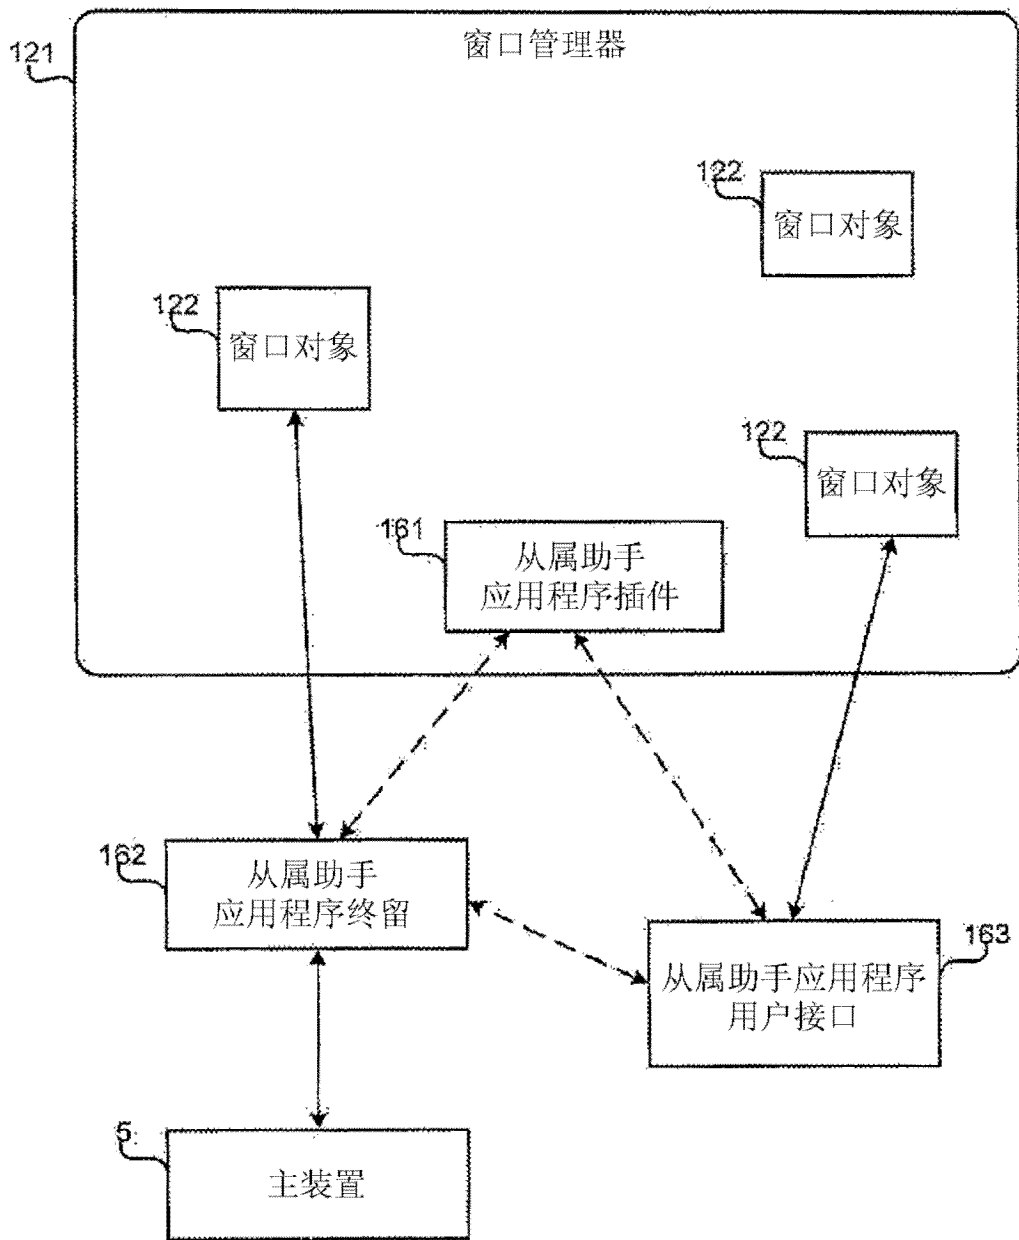 窗口管理器
121
122
窗口对象
122
窗口对象
122
窗口对象
161
从属助手
应用程序插件
162
从属助手
应用程序终留
163
从属助手应用程序
用户接口
5
主装置